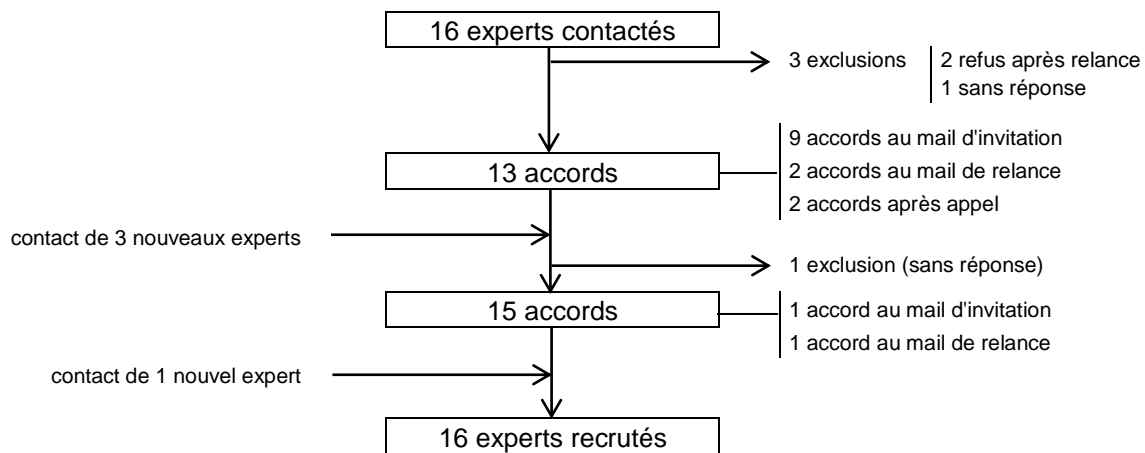 16 experts contactés
3 exclusions
2 refus après relance
1 sans réponse
9 accords au mail d'invitation
13 accords
2 accords au mail de relance
2 accords après appel
contact de 3 nouveaux experts
1 exclusion (sans réponse)
15 accords
1 accord au mail d'invitation
1 accord au mail de relance
contact de 1 nouvel expert
16 experts recrutés